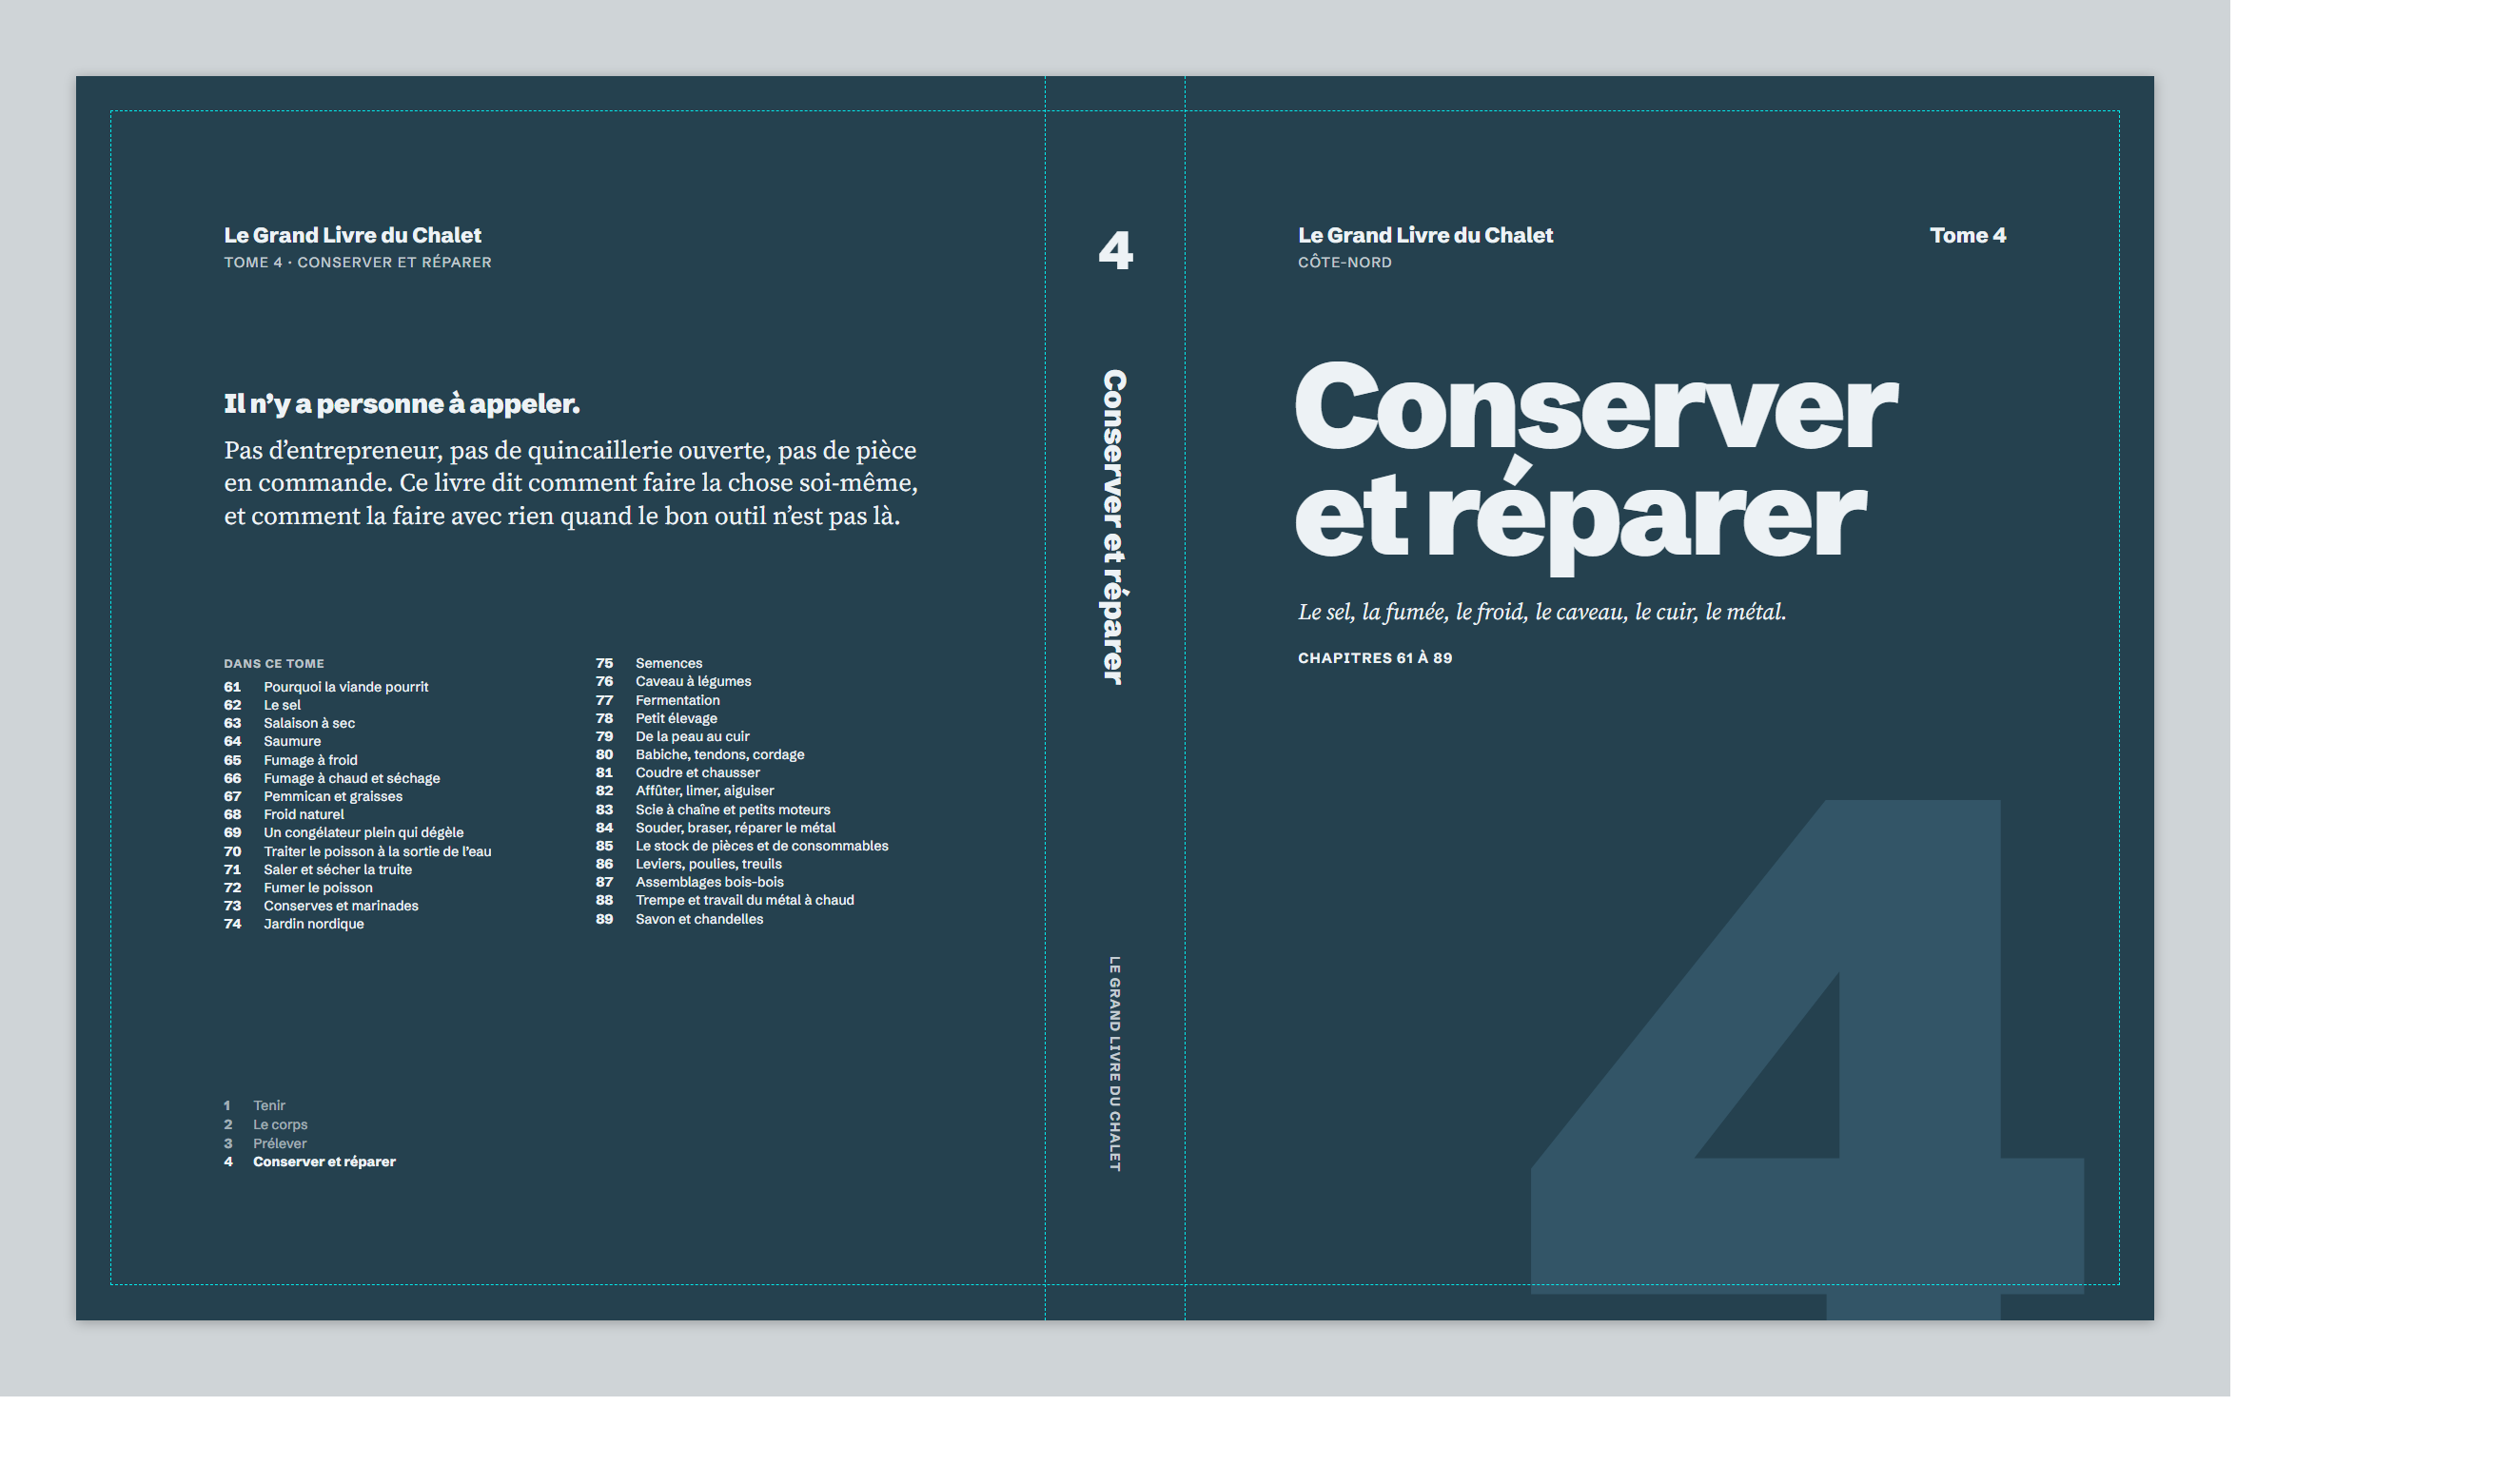 Le Grand Livre du Chalet
TOME 4 · CONSERVER ET RÉPARER
Il n’y a personne à appeler.
Pas d’entrepreneur, pas de quincaillerie ouverte, pas de pièce
en commande. Ce livre dit comment faire la chose soi-même,
et comment la faire avec rien quand le bon outil n’est pas là.
DANS CE TOME
61 Pourquoi la viande pourrit
62 Le sel
63 Salaison à sec
64 Saumure
65 Fumage à froid
66 Fumage à chaud et séchage
67 Pemmican et graisses
68 Froid naturel
69 Un congélateur plein qui dégèle
70 Traiter le poisson à la sortie de l’eau
71 Saler et sécher la truite
72 Fumer le poisson
73 Conserves et marinades
74 Jardin nordique
75 Semences
76 Caveau à légumes
77 Fermentation
78 Petit élevage
79 De la peau au cuir
80 Babiche, tendons, cordage
81 Coudre et chausser
82 Affûter, limer, aiguiser
83 Scie à chaîne et petits moteurs
84 Souder, braser, réparer le métal
85 Le stock de pièces et de consommables
86 Leviers, poulies, treuils
87 Assemblages bois-bois
88 Trempe et travail du métal à chaud
89 Savon et chandelles
1 Tenir
2 Le corps
3 Prélever
4 Conserver et réparer
4
Conserver et réparer
LE GRAND LIVRE DU CHALET
Le Grand Livre du Chalet
CÔTE-NORD
Tome 4
Conserver
et réparer
Le sel, la fumée, le froid, le caveau, le cuir, le métal.
CHAPITRES 61 À 89
4